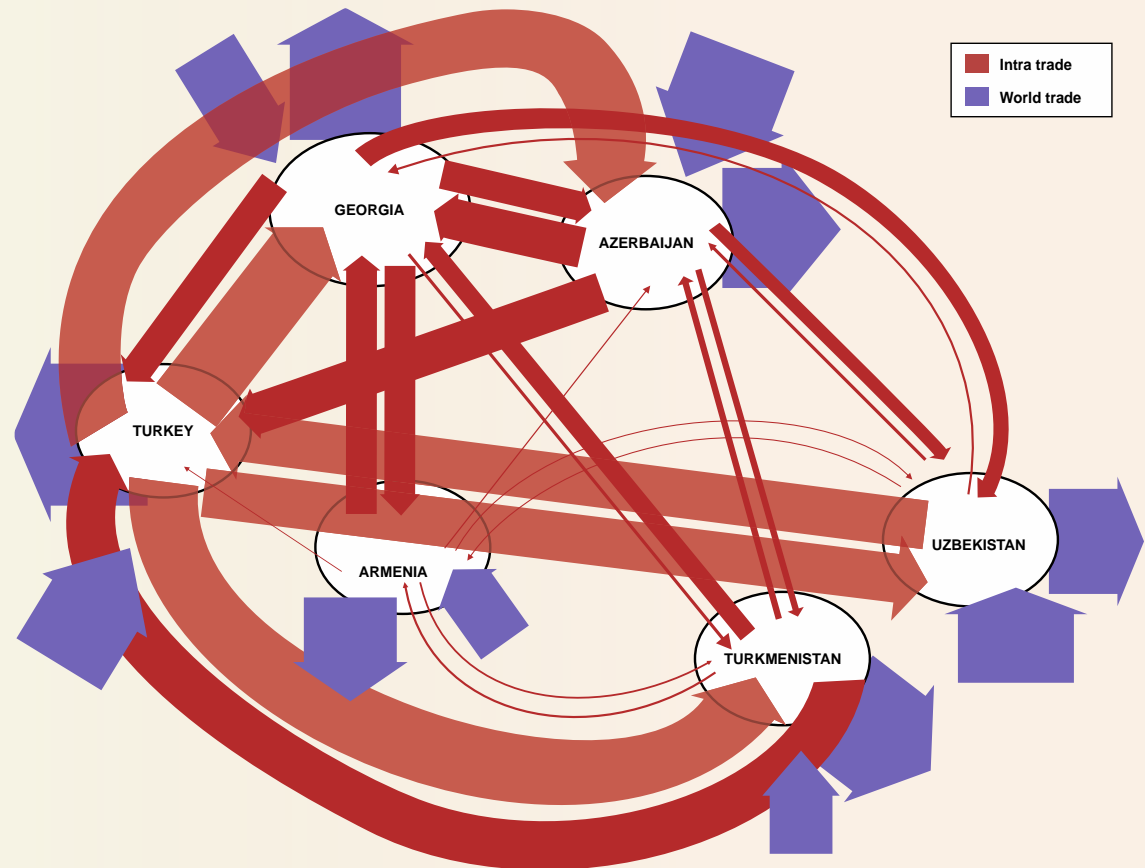 Intra trade
World trade
GEORGIA
AZERBAIJAN
TURKEY
UZBEKISTAN
ARMENIA
TURKMENISTAN